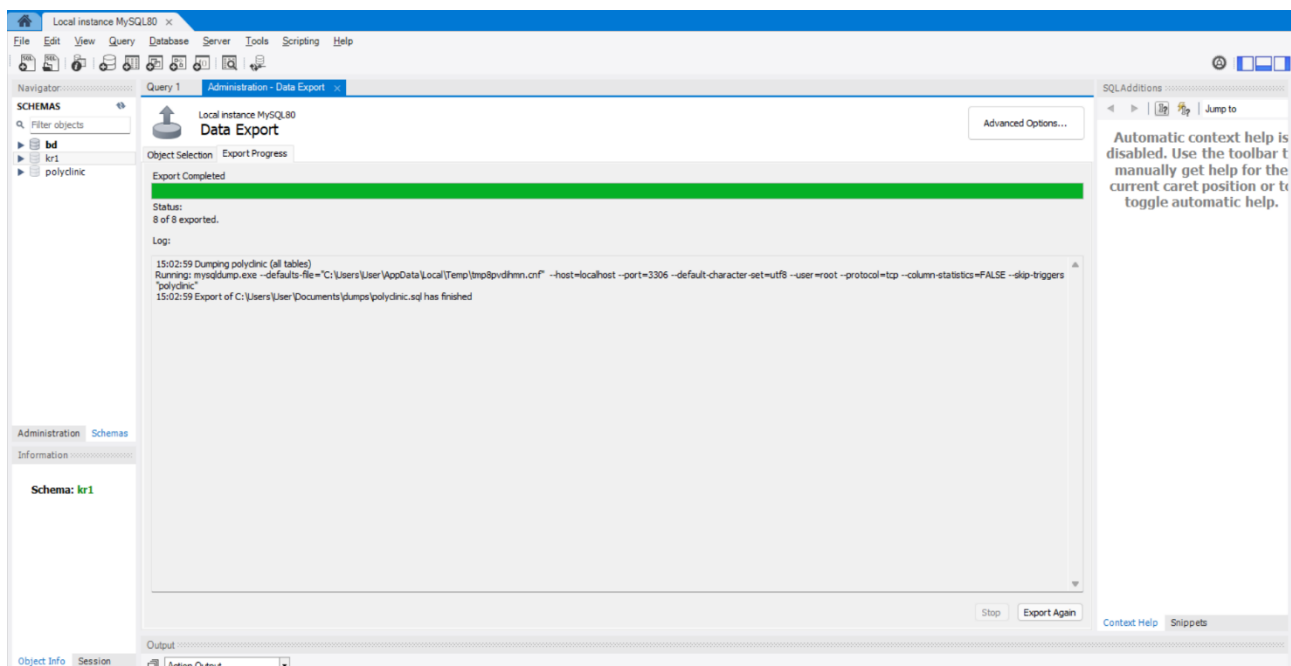 Local instance MySQL80 ×
File Edit View Query Database Server Tools Scripting Help
Navigator
SCHEMAS
Filter objects
bd
kr1
polyclinic
Administration Schemas
Information
Schema: kr1
Object Info Session
Query 1 Administration - Data Export ×
Local instance MySQL80
Data Export
Advanced Options...
Object Selection Export Progress
Export Completed
Status:
8 of 8 exported.
Log:
15:02:59 Dumping polyclinic (all tables)
Running: mysqldump.exe --defaults-file="C:\Users\User\AppData\Local\Temp\tmp8pvdihmn.cnf" --host=localhost --port=3306 --default-character-set=utf8 --user=root --protocol=tcp --column-statistics=FALSE --skip-triggers
"polyclinic"
15:02:59 Export of C:\Users\User\Documents\dumps\polyclinic.sql has finished
Stop Export Again
Output
Action Output
SQLAdditions
Jump to
Automatic context help is
disabled. Use the toolbar t
manually get help for the
current caret position or to
toggle automatic help.
Context Help Snippets